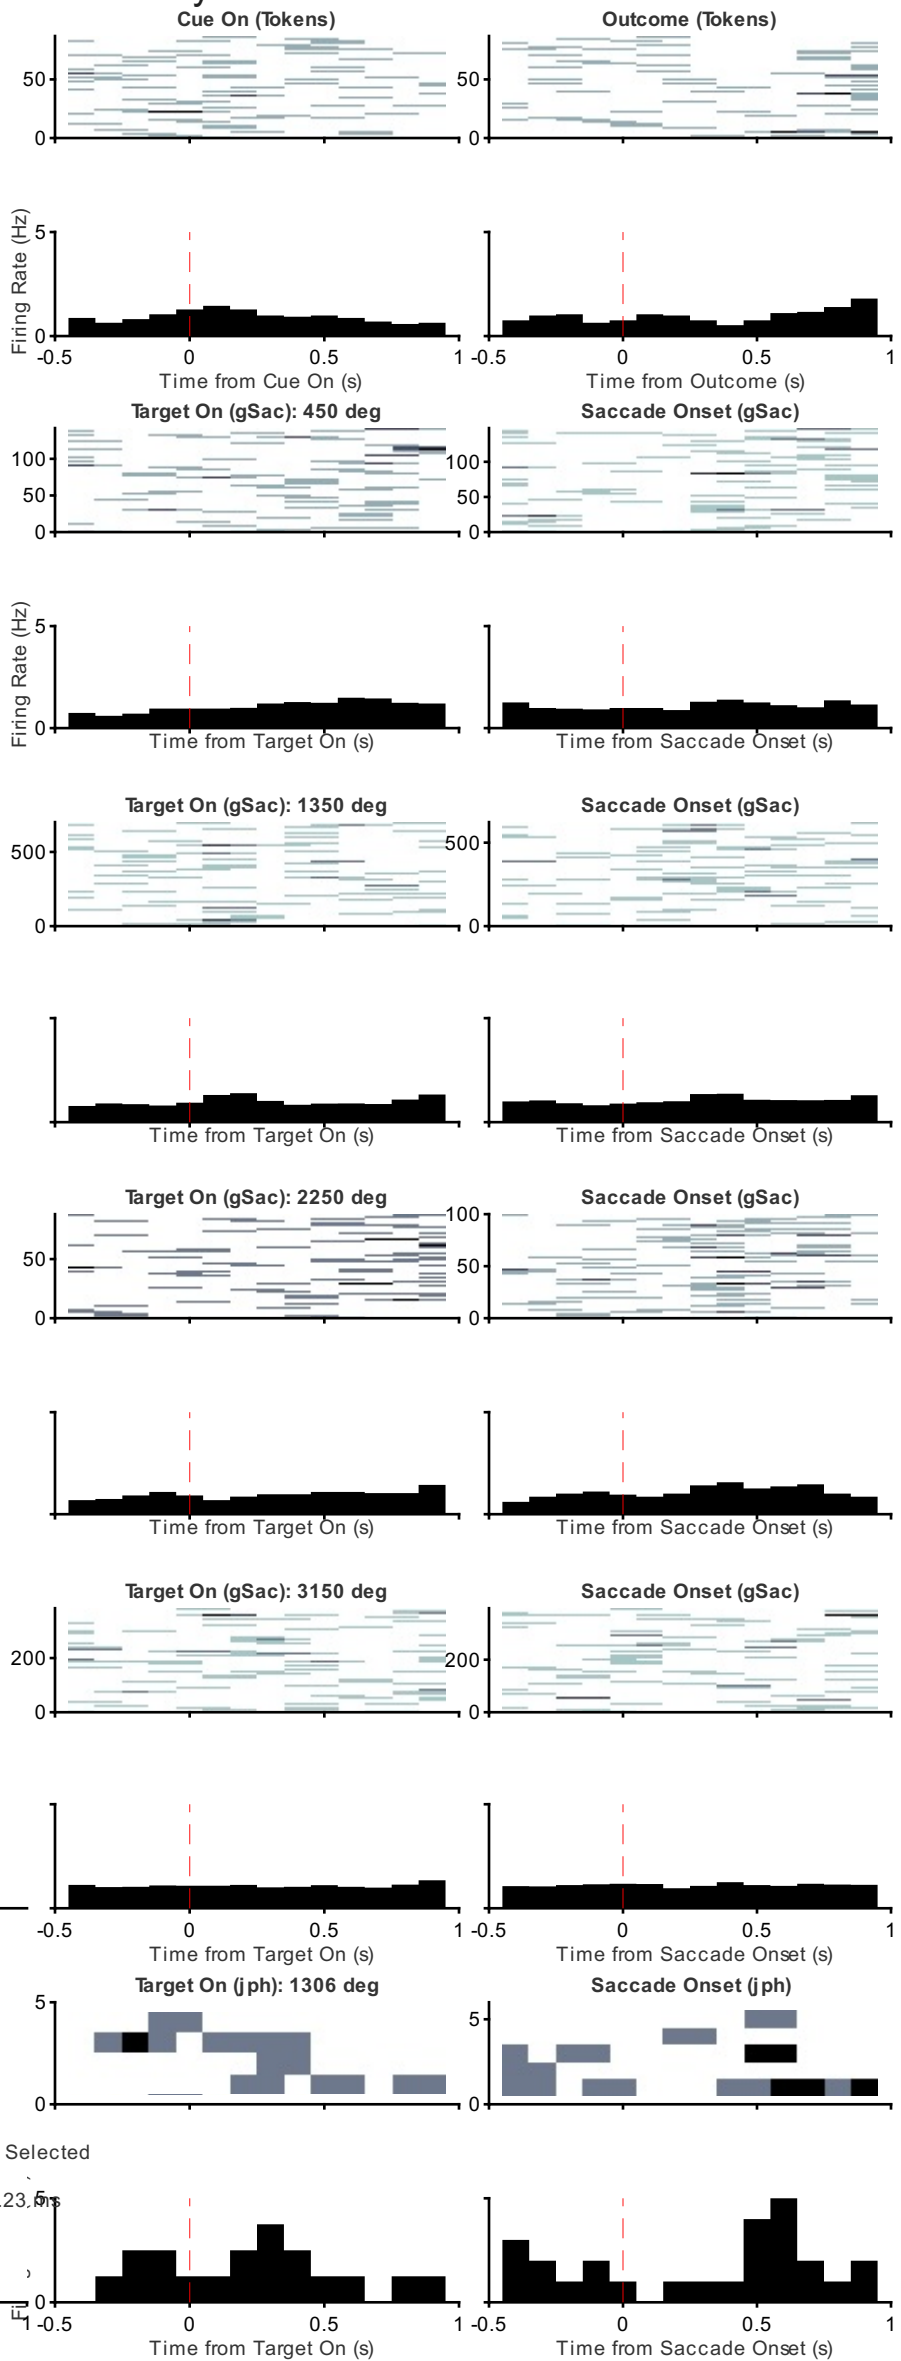 Cue On (Tokens) Outcome (Tokens)
50 50
0 0
Firing Rate (Hz)
5
0
-0.5 0 0.5 1 -0.5 0 0.5 1
Time from Cue On (s) Time from Outcome (s)
Target On (gSac): 450 deg Saccade Onset (gSac)
100 100
50 50
0 0
Firing Rate (Hz)
5
0
Time from Target On (s) Time from Saccade Onset (s)
Target On (gSac): 1350 deg Saccade Onset (gSac)
500 500
0 0
Time from Target On (s) Time from Saccade Onset (s)
Target On (gSac): 2250 deg Saccade Onset (gSac)
100
50 50
0 0
Time from Target On (s) Time from Saccade Onset (s)
Target On (gSac): 3150 deg Saccade Onset (gSac)
200 200
0 0
-0.5 0 0.5 1 -0.5 0 0.5 1
Time from Target On (s) Time from Saccade Onset (s)
Target On (jph): 1306 deg Saccade Onset (jph)
5 5
0 0
Selected
.23 ms
5
0
1 -0.5 0 0.5 1 -0.5 0 0.5 1
Time from Target On (s) Time from Saccade Onset (s)